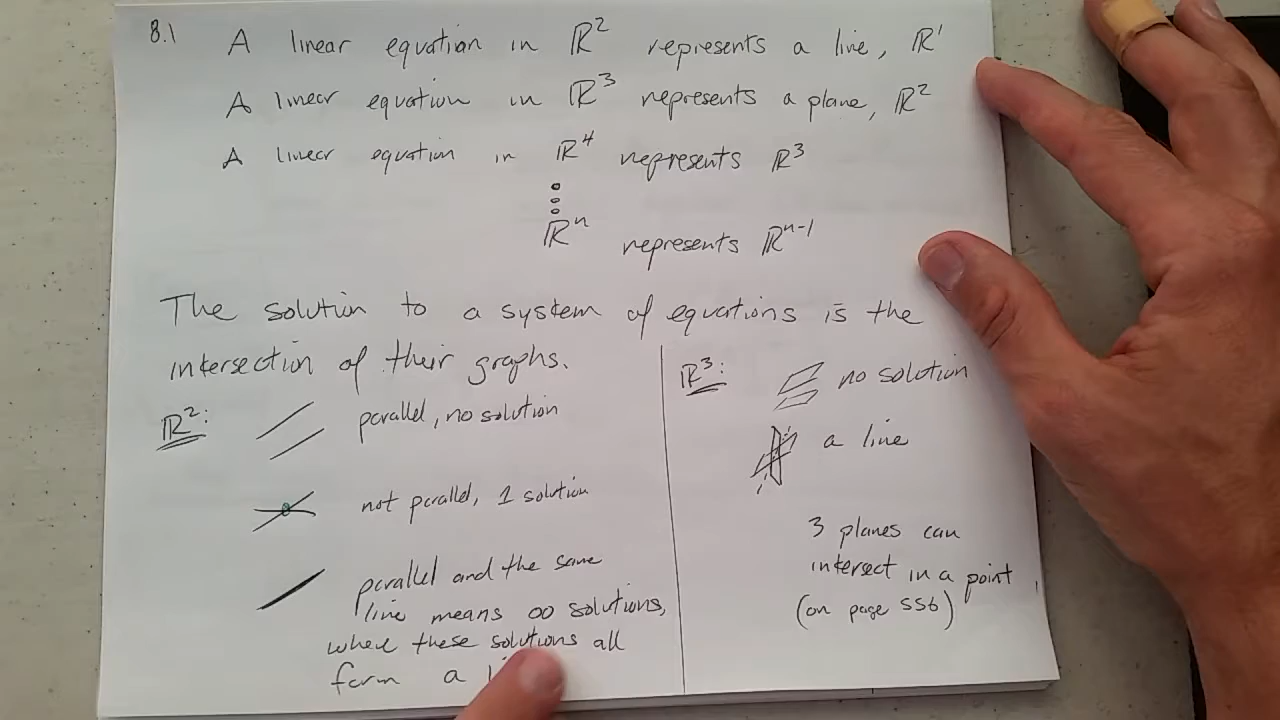 8.1 A linear equation in ℝ² represents a line, ℝ¹
A linear equation in ℝ³ represents a plane, ℝ²
A linear equation in ℝ⁴ represents ℝ³
⋮
ℝⁿ represents ℝⁿ⁻¹
The solution to a system of equations is the
intersection of their graphs.
ℝ²:
parallel, no solution
not parallel, 1 solution
parallel and the same
line means ∞ solutions,
where these solutions all
form a
ℝ³:
no solution
a line
3 planes can
intersect in a point
(on page 556)